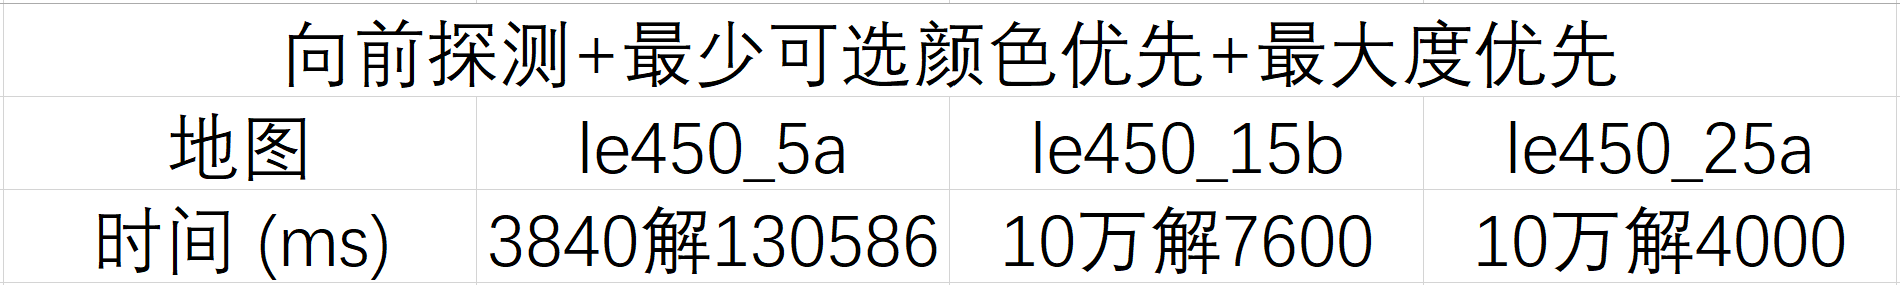 向前探测+最少可选颜色优先+最大度优先
地图 le450_5a le450_15b le450_25a
时间 (ms) 3840解130586 10万解7600 10万解4000